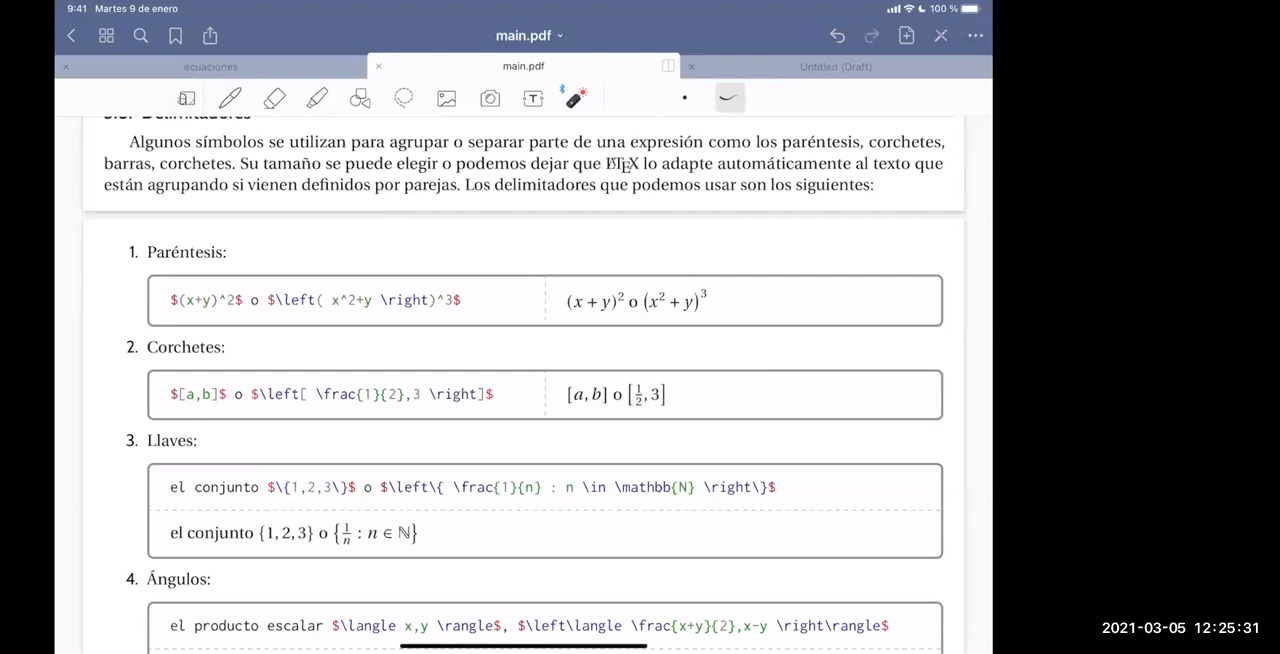 9:41 Martes 9 de enero
100 %
main.pdf
ecuaciones
main.pdf
Untitled (Draft)
Delimitadores
Algunos símbolos se utilizan para agrupar o separar parte de una expresión como los paréntesis, corchetes,
barras, corchetes. Su tamaño se puede elegir o podemos dejar que LATEX lo adapte automáticamente al texto que
están agrupando si vienen definidos por parejas. Los delimitadores que podemos usar son los siguientes:
1. Paréntesis:
$(x+y)^2$ o $\left( x^2+y \right)^3$
(x + y)² o (x² + y)³
2. Corchetes:
$[a,b]$ o $\left[ \frac{1}{2},3 \right]$
[a, b] o [1/2, 3]
3. Llaves:
el conjunto $\{1,2,3\}$ o $\left\{ \frac{1}{n} : n \in \mathbb{N} \right\}$
el conjunto {1, 2, 3} o {1/n : n ∈ ℕ}
4. Ángulos:
el producto escalar $\langle x,y \rangle$, $\left\langle \frac{x+y}{2},x-y \right\rangle$
2021-03-05 12:25:31